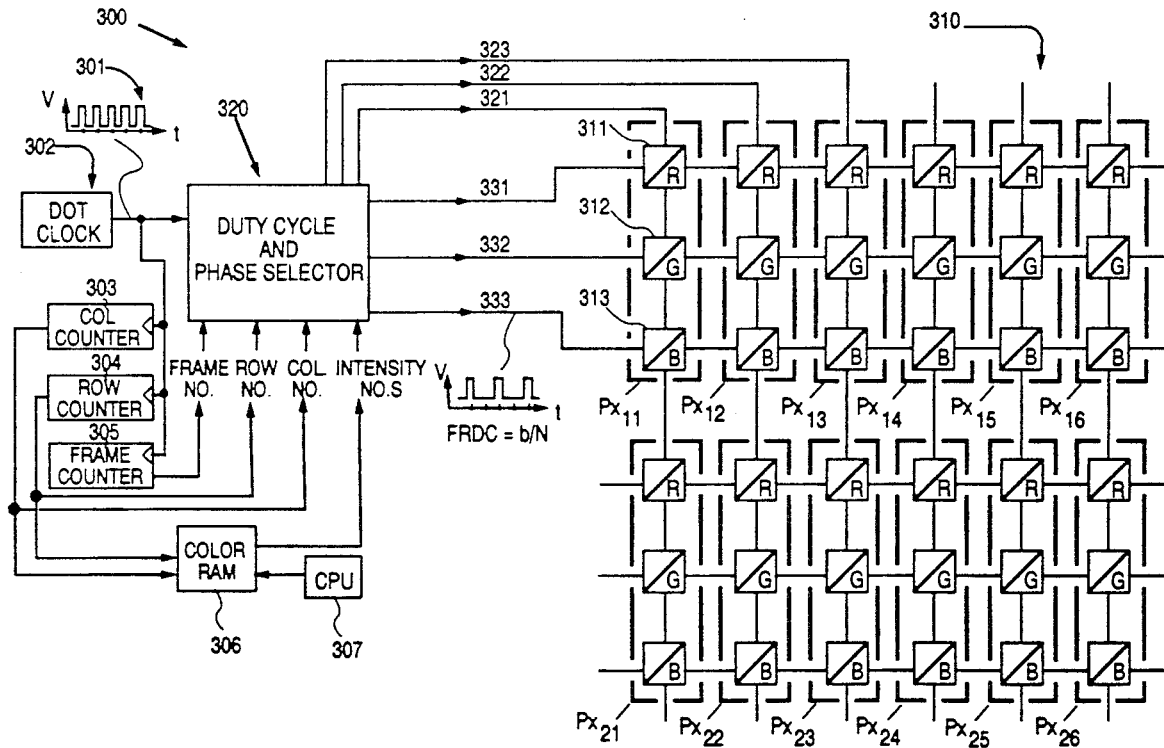 300
310
301
V
t
302
320
323
322
321
311
331
DOT
CLOCK
DUTY CYCLE
AND
PHASE SELECTOR
312
332
303
COL
COUNTER
313
333
304
ROW
COUNTER
FRAME ROW COL INTENSITY
NO. NO. NO. NO.S
V
t
FRDC = b/N
305
FRAME
COUNTER
COLOR
RAM
CPU
306
307
R R R R R R
G G G G G G
B B B B B B
Px11 Px12 Px13 Px14 Px15 Px16
R R R R R R
G G G G G G
B B B B B B
Px21 Px22 Px23 Px24 Px25 Px26